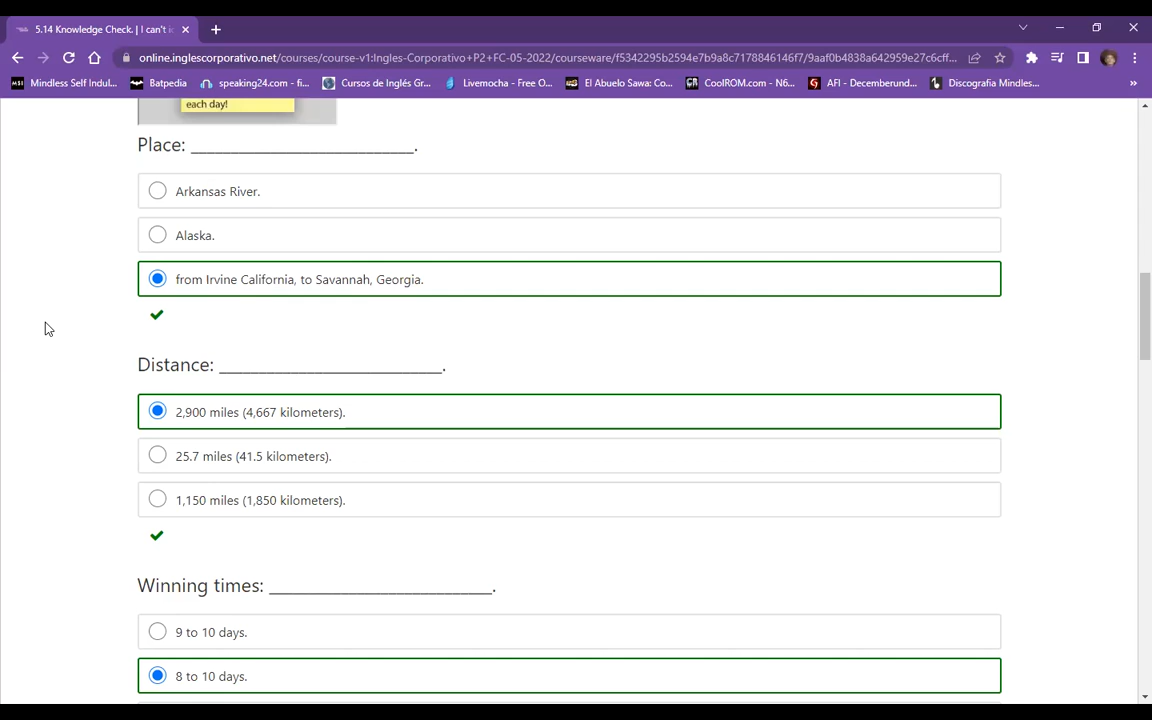 5.14 Knowledge Check. | I can't i
online.inglescorporativo.net/courses/course-v1:Ingles-Corporativo+P2+FC-05-2022/courseware/f5342295b2594e7b9a8c7178846146f7/9aaf0b4838a642959e27c6cff...
Mindless Self Indul... Batpedia speaking24.com - fi... Cursos de Inglés Gr... Livemocha - Free O... El Abuelo Sawa: Co... CoolROM.com - N6... AFI - Decemberund... Discografia Mindles... »
each day!
Place: ____________________________.
Arkansas River.
Alaska.
from Irvine California, to Savannah, Georgia.
Distance: ____________________________.
2,900 miles (4,667 kilometers).
25.7 miles (41.5 kilometers).
1,150 miles (1,850 kilometers).
Winning times: ____________________________.
9 to 10 days.
8 to 10 days.